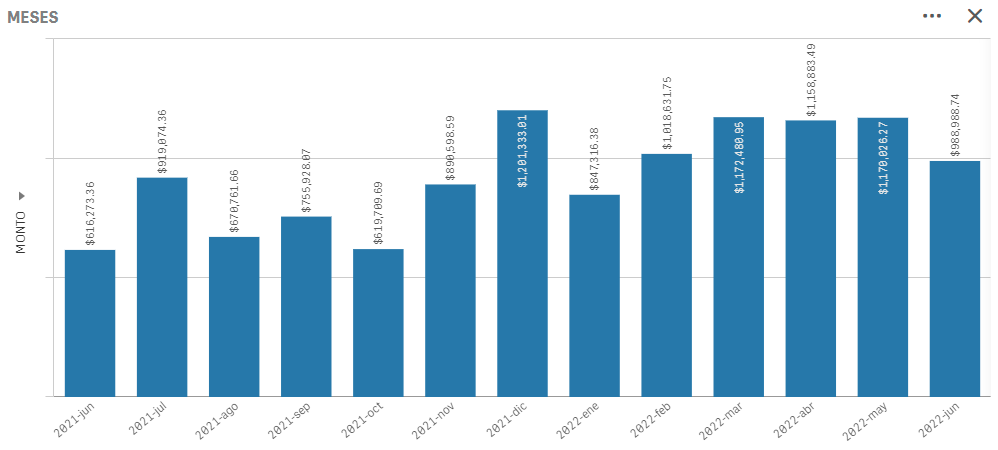 MESES
MONTO
$616,273.36
$919,074.36
$670,761.66
$755,928.07
$619,709.69
$890,598.59
$1,201,333.01
$847,316.38
$1,018,631.75
$1,172,480.95
$1,158,883.49
$1,170,026.27
$988,988.74
2021-jun
2021-jul
2021-ago
2021-sep
2021-oct
2021-nov
2021-dic
2022-ene
2022-feb
2022-mar
2022-abr
2022-may
2022-jun